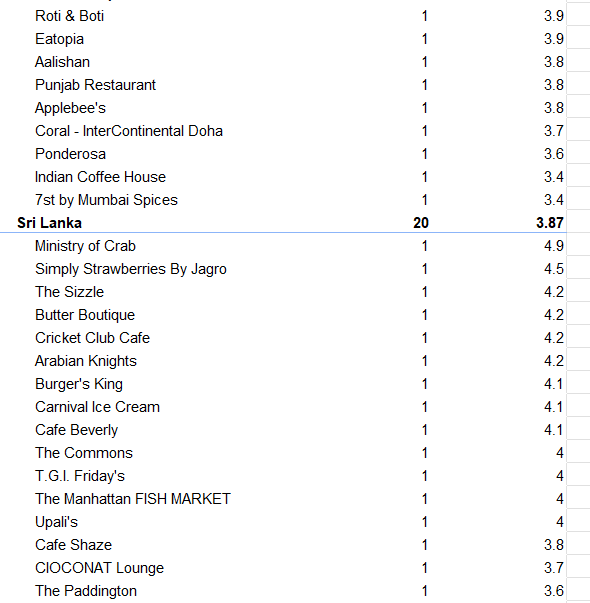 Roti & Boti 1 3.9
Eatopia 1 3.9
Aalishan 1 3.8
Punjab Restaurant 1 3.8
Applebee's 1 3.8
Coral - InterContinental Doha 1 3.7
Ponderosa 1 3.6
Indian Coffee House 1 3.4
7st by Mumbai Spices 1 3.4
Sri Lanka 20 3.87
Ministry of Crab 1 4.9
Simply Strawberries By Jagro 1 4.5
The Sizzle 1 4.2
Butter Boutique 1 4.2
Cricket Club Cafe 1 4.2
Arabian Knights 1 4.2
Burger's King 1 4.1
Carnival Ice Cream 1 4.1
Cafe Beverly 1 4.1
The Commons 1 4
T.G.I. Friday's 1 4
The Manhattan FISH MARKET 1 4
Upali's 1 4
Cafe Shaze 1 3.8
CIOCONAT Lounge 1 3.7
The Paddington 1 3.6